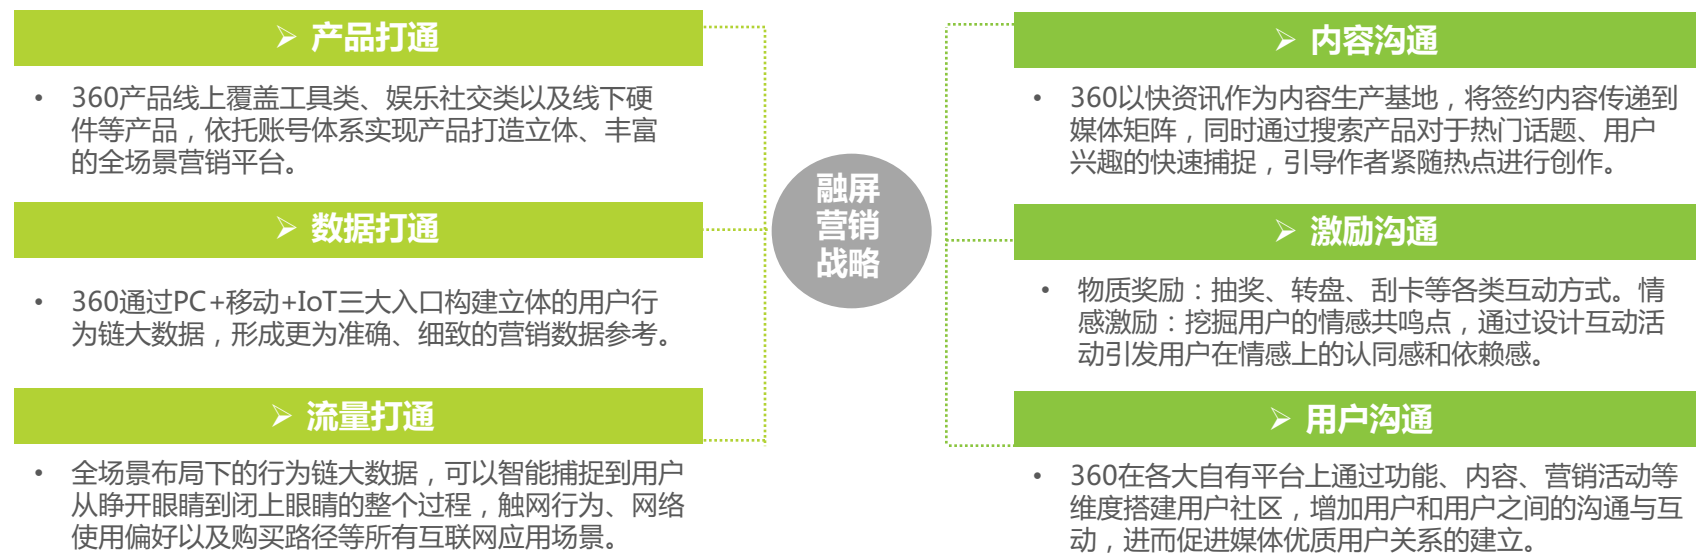 ➢ 产品打通
• 360产品线上覆盖工具类、娱乐社交类以及线下硬
件等产品，依托账号体系实现产品打造立体、丰富
的全场景营销平台。
➢ 数据打通
• 360通过PC+移动+IoT三大入口构建立体的用户行
为链大数据，形成更为准确、细致的营销数据参考。
➢ 流量打通
• 全场景布局下的行为链大数据，可以智能捕捉到用户
从睁开眼睛到闭上眼睛的整个过程，触网行为、网络
使用偏好以及购买路径等所有互联网应用场景。
融屏
营销
战略
➢ 内容沟通
• 360以快资讯作为内容生产基地，将签约内容传递到
媒体矩阵，同时通过搜索产品对于热门话题、用户
兴趣的快速捕捉，引导作者紧随热点进行创作。
➢ 激励沟通
• 物质奖励：抽奖、转盘、刮卡等各类互动方式。情
感激励：挖掘用户的情感共鸣点，通过设计互动活
动引发用户在情感上的认同感和依赖感。
➢ 用户沟通
• 360在各大自有平台上通过功能、内容、营销活动等
维度搭建用户社区，增加用户和用户之间的沟通与互
动，进而促进媒体优质用户关系的建立。